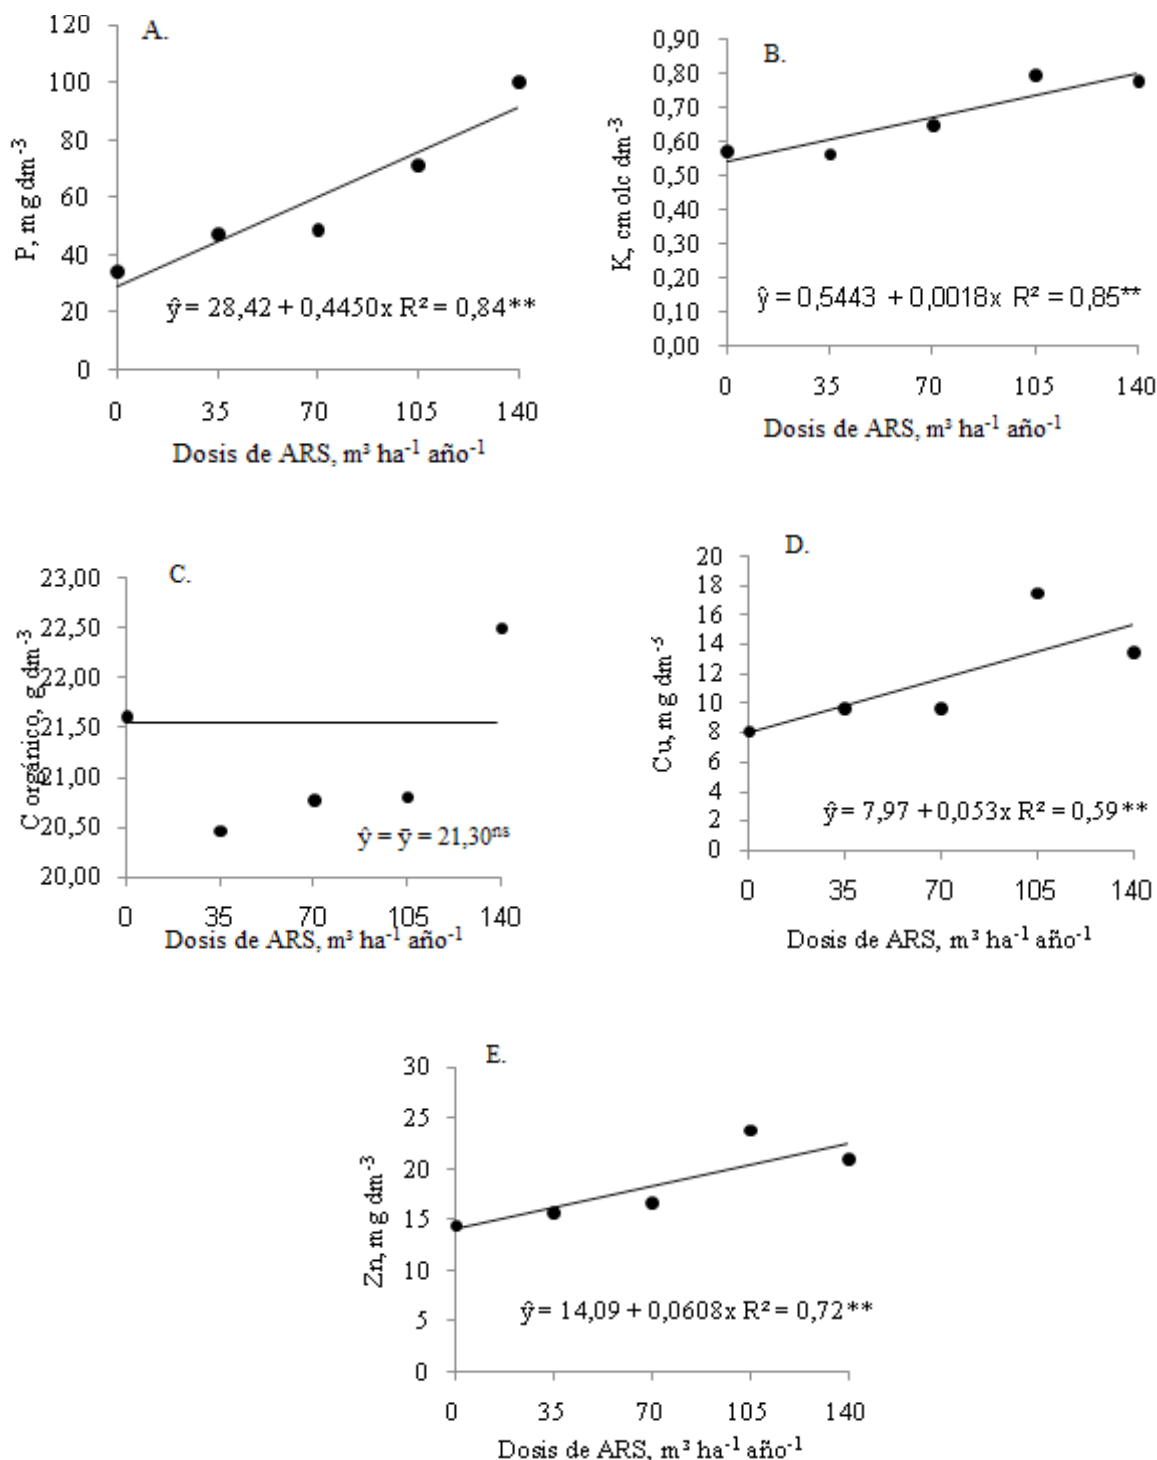 A.
120
100
80
60
40
20
0
P, mg dm-3
ŷ = 28,42 + 0,4450x R² = 0,84**
0 35 70 105 140
Dosis de ARS, m³ ha-1 año-1
B.
0,90
0,80
0,70
0,60
0,50
0,40
0,30
0,20
0,10
0,00
K, cmolc dm-3
ŷ = 0,5443 + 0,0018x R² = 0,85**
0 35 70 105 140
Dosis de ARS, m³ ha-1 año-1
C.
23,00
22,50
22,00
21,50
21,00
20,50
20,00
C orgánico, g dm-3
ŷ = ȳ = 21,30ns
0 35 70 105 140
Dosis de ARS, m³ ha-1 año-1
D.
20
18
16
14
12
10
8
6
4
2
0
Cu, mg dm-3
ŷ = 7,97 + 0,053x R² = 0,59**
0 35 70 105 140
Dosis de ARS, m³ ha-1 año-1
E.
30
25
20
15
10
5
0
Zn, mg dm-3
ŷ = 14,09 + 0,0608x R² = 0,72**
0 35 70 105 140
Dosis de ARS, m³ ha-1 año-1